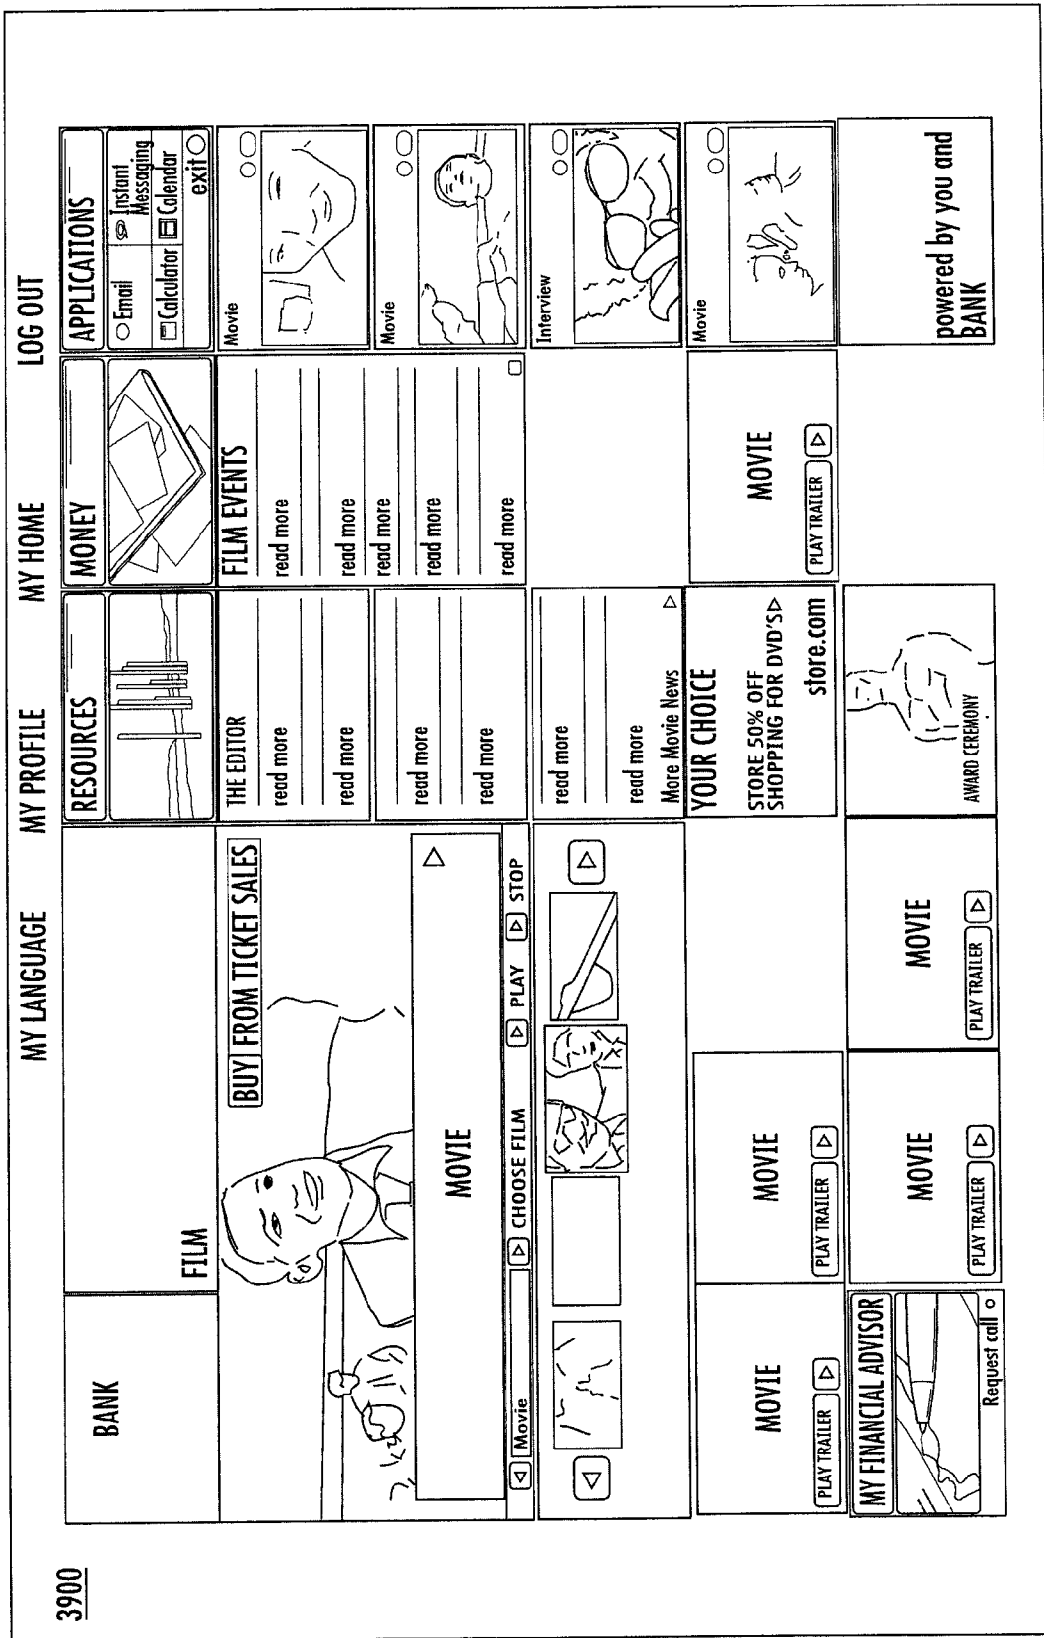 3900
MY LANGUAGE
MY PROFILE
MY HOME
LOG OUT
BANK
FILM
RESOURCES
MONEY
APPLICATIONS
Email
Instant
Messaging
Calculator
Calendar
exit
BUY FROM TICKET SALES
MOVIE
Movie
CHOOSE FILM
PLAY
STOP
THE EDITOR
read more
read more
read more
read more
read more
read more
More Movie News
FILM EVENTS
read more
read more
read more
read more
read more
Movie
Movie
Interview
Movie
MOVIE
PLAY TRAILER
MOVIE
PLAY TRAILER
YOUR CHOICE
STORE 50% OFF
SHOPPING FOR DVD'S
store.com
MOVIE
PLAY TRAILER
MY FINANCIAL ADVISOR
Request call
MOVIE
PLAY TRAILER
MOVIE
PLAY TRAILER
AWARD CEREMONY
powered by you and
BANK